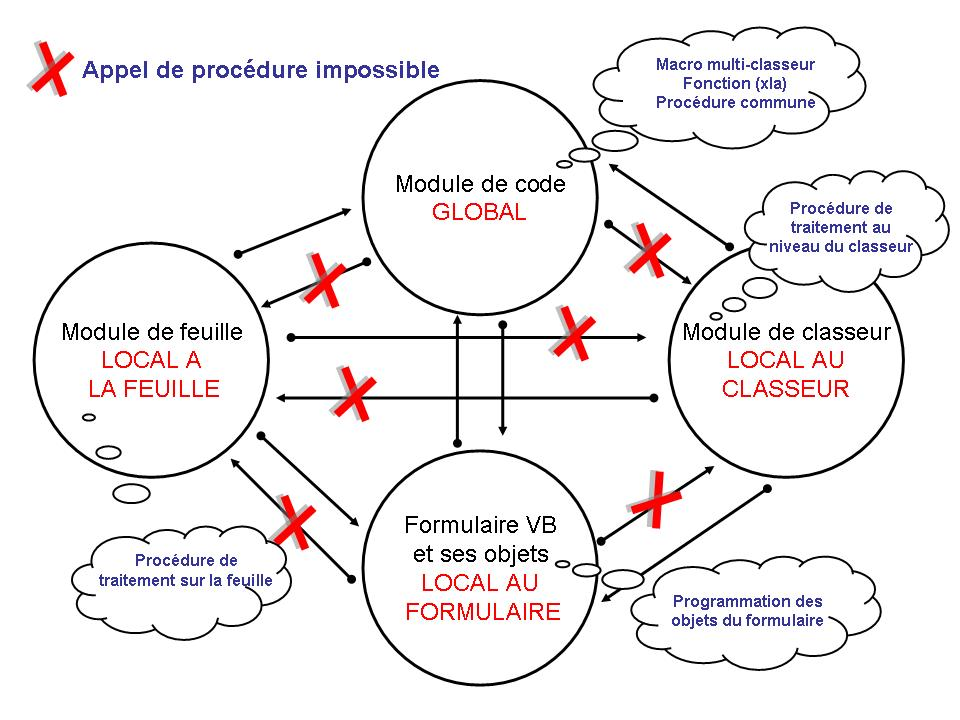 Appel de procédure impossible
Macro multi-classeur
Fonction (xla)
Procédure commune
Module de code
GLOBAL
Procédure de
traitement au
niveau du classeur
Module de feuille
LOCAL A
LA FEUILLE
Module de classeur
LOCAL AU
CLASSEUR
Formulaire VB
et ses objets
LOCAL AU
FORMULAIRE
Procédure de
traitement sur la feuille
Programmation des
objets du formulaire